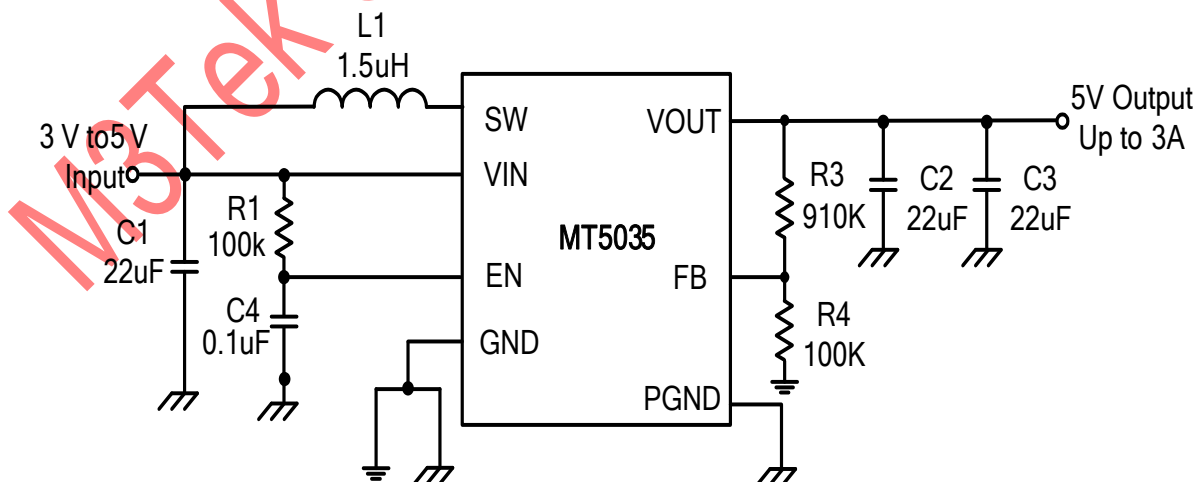 M3Tek
L1
1.5uH
3 V to5 V
Input
C1
22uF
R1
100k
C4
0.1uF
SW
VIN
EN
GND
MT5035
VOUT
FB
PGND
R3
910K
R4
100K
C2
22uF
C3
22uF
5V Output
Up to 3A